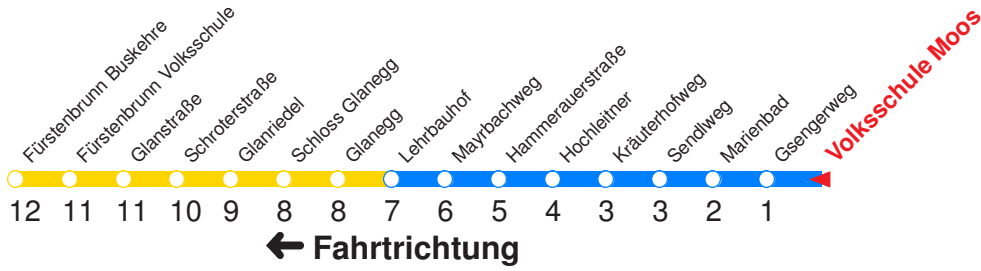 Fürstenbrunn Buskehre
Fürstenbrunn Volksschule
Glanstraße
Schroterstraße
Glanriedel
Schloss Glanegg
Glanegg
Lehrbauhof
Mayrbachweg
Hammerauerstraße
Hochleitner
Kräuterhofweg
Sendlweg
Marienbad
Gsengerweg
Volksschule Moos
12 11 11 10 9 8 8 7 6 5 4 3 3 2 1
Fahrtrichtung